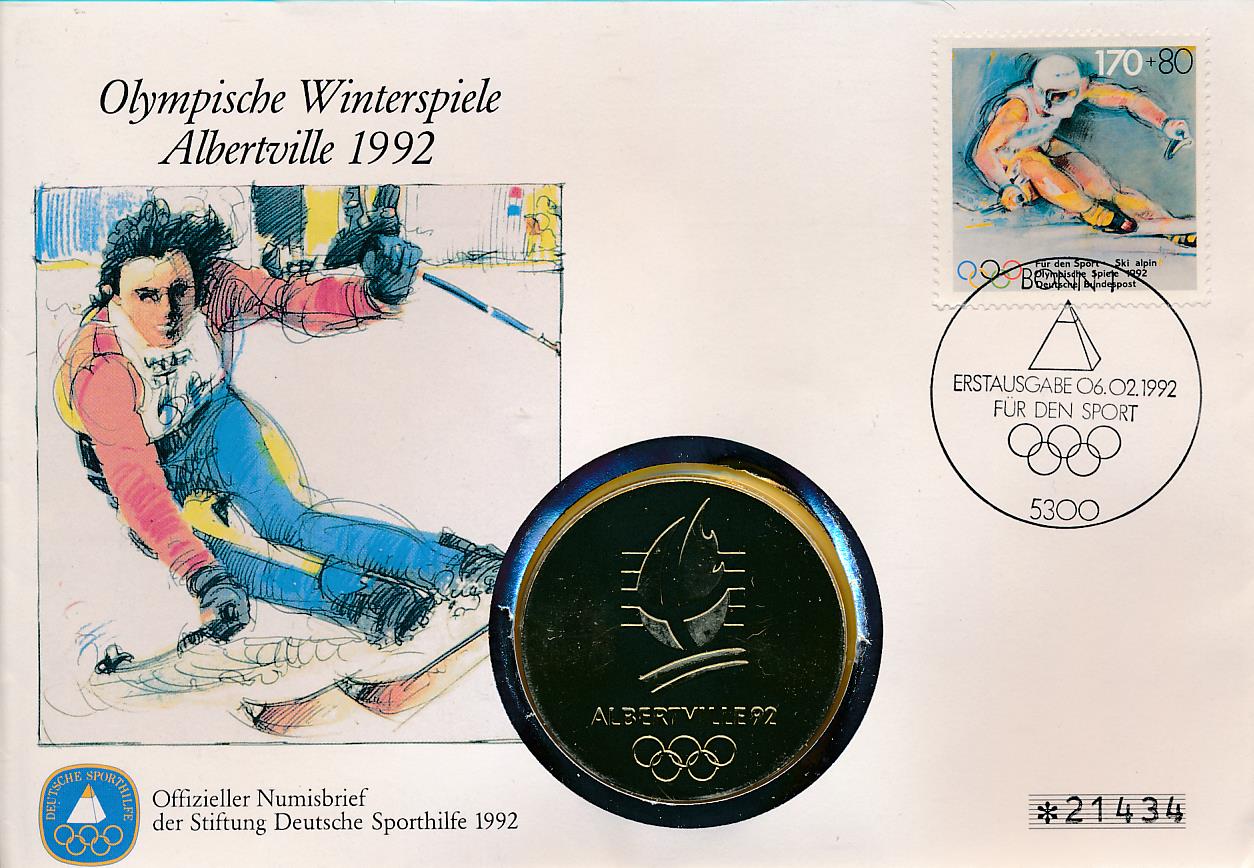 Olympische Winterspiele
Albertville 1992
170+80
Für den Sport · Ski alpin
Olympische Spiele 1992
Deutsche Bundespost
ERSTAUSGABE 06.02.1992
FÜR DEN SPORT
5300
ALBERTVILLE 92
DEUTSCHE SPORTHILFE
Offizieller Numisbrief
der Stiftung Deutsche Sporthilfe 1992
*21434